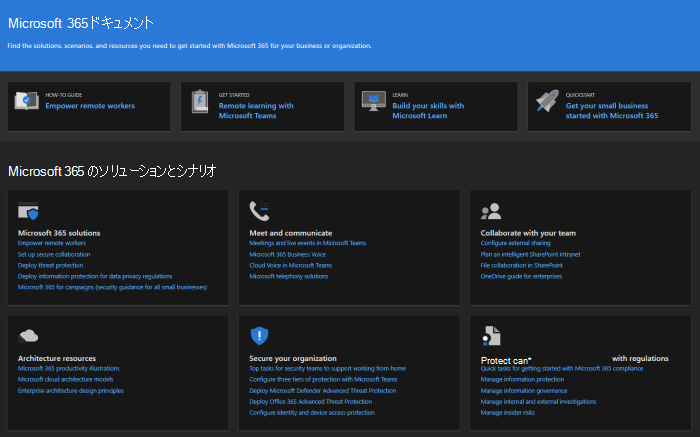 Microsoft 365ドキュメント
Find the solutions, scenarios, and resources you need to get started with Microsoft 365 for your business or organization.
HOW-TO GUIDE
Empower remote workers
GET STARTED
Remote learning with
Microsoft Teams
LEARN
Build your skills with
Microsoft Learn
QUICKSTART
Get your small business
started with Microsoft 365
Microsoft 365 のソリューションとシナリオ
Microsoft 365 solutions
Empower remote workers
Set up secure collaboration
Deploy threat protection
Deploy information protection for data privacy regulations
Microsoft 365 for campaigns (security guidance for all small businesses)
Meet and communicate
Meetings and live events in Microsoft Teams
Microsoft 365 Business Voice
Cloud Voice in Microsoft Teams
Microsoft telephony solutions
Collaborate with your team
Configure external sharing
Plan an intelligent SharePoint intranet
File collaboration in SharePoint
OneDrive guide for enterprises
Architecture resources
Microsoft 365 productivity illustrations
Microsoft cloud architecture models
Enterprise architecture design principles
Secure your organization
Top tasks for security teams to support working from home
Configure three tiers of protection with Microsoft Teams
Deploy Microsoft Defender Advanced Threat Protection
Deploy Office 365 Advanced Threat Protection
Configure identity and device access protection
Protect can* with regulations
Quick tasks for getting started with Microsoft 365 compliance
Manage information protection
Manage information governance
Manage internal and external investigations
Manage insider risks